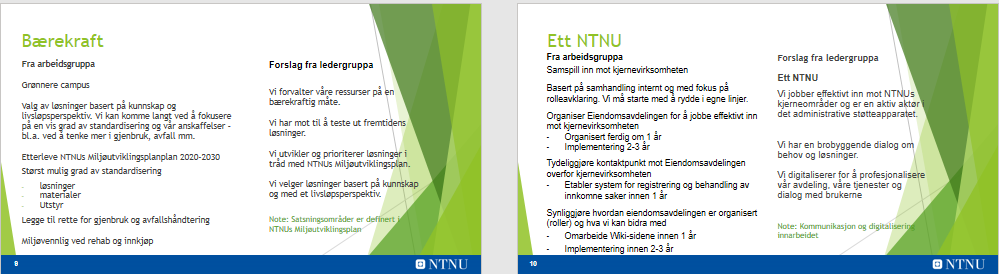 Bærekraft
Fra arbeidsgruppa
Grønnere campus
Valg av løsninger basert på kunnskap og
livsløpsperspektiv. Vi kan komme langt ved å fokusere
på en vis grad av standardisering og vår anskaffelser –
bl.a. ved å tenke mer i gjenbruk, avfall mm.
Etterleve NTNUs Miljøutviklingsplanplan 2020-2030
Størst mulig grad av standardisering
- løsninger
- materialer
- Utstyr
Legge til rette for gjenbruk og avfallshåndtering
Miljøvennlig ved rehab og innkjøp
Forslag fra ledergruppa
Vi forvalter våre ressurser på en
bærekraftig måte.
Vi har mot til å teste ut fremtidens
løsninger.
Vi utvikler og prioriterer løsninger i
tråd med NTNUs Miljøutviklingsplan.
Vi velger løsninger basert på kunnskap
og med et livsløpsperspektiv.
Note: Satsningsområder er definert i
NTNUs Miljøutviklingsplan
9
NTNU
Ett NTNU
Fra arbeidsgruppa
Samspill inn mot kjernevirksomheten
Basert på samhandling internt og med fokus på
rolleavklaring. Vi må starte med å rydde i egne linjer.
Organiser Eiendomsavdelingen for å jobbe effektivt inn
mot kjernevirksomheten
- Organisert ferdig om 1 år
- Implementering 2-3 år
Tydeliggjøre kontaktpunkt mot Eiendomsavdelingen
overfor kjernevirksomheten
- Etabler system for registrering og behandling av
innkomne saker innen 1 år
Synliggjøre hvordan eiendomsavdelingen er organisert
(roller) og hva vi kan bidra med
- Omarbeide Wiki-sidene innen 1 år
- Implementering innen 2-3 år
Forslag fra ledergruppa
Ett NTNU
Vi jobber effektivt inn mot NTNUs
kjerneområder og er en aktiv aktør i
det administrative støtteapparatet.
Vi har en brobyggende dialog om
behov og løsninger.
Vi digitaliserer for å profesjonalisere
vår avdeling, våre tjenester og
dialog med brukerne
Note: Kommunikasjon og digitalisering
innarbeidet
10
NTNU